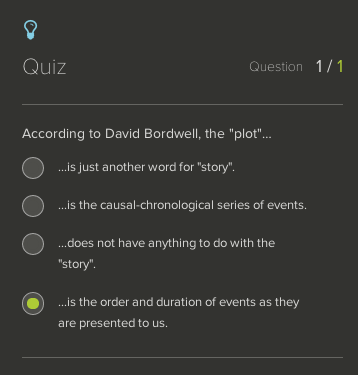 Quiz
Question 1 / 1
According to David Bordwell, the "plot"...
...is just another word for "story".
...is the causal-chronological series of events.
...does not have anything to do with the
"story".
...is the order and duration of events as they
are presented to us.